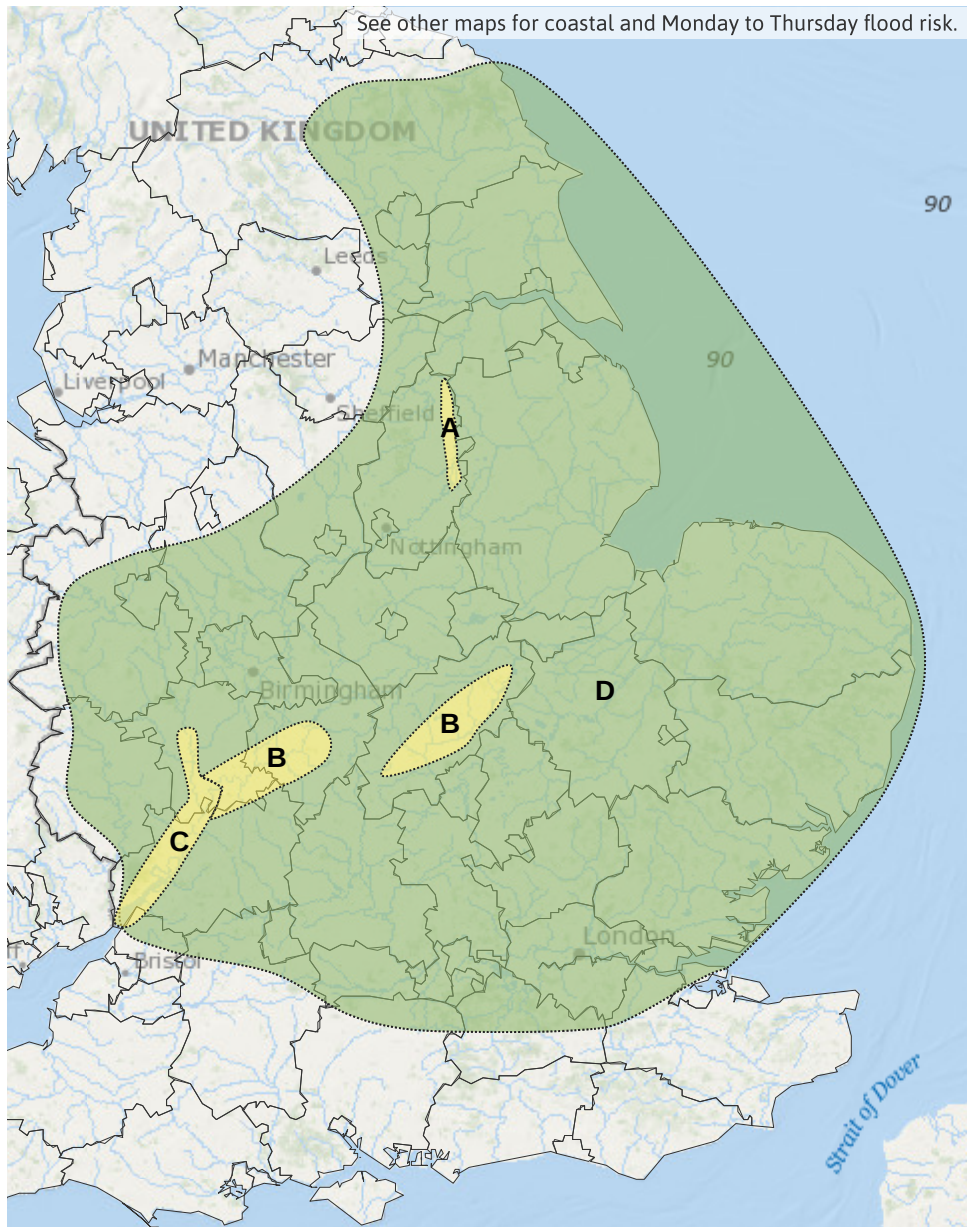 See other maps for coastal and Monday to Thursday flood risk.
UNITED KINGDOM
90
Leeds
90
Manchester
Liverpool
Sheffield
A
Nottingham
Birmingham
D
B
B
C
London
Bristol
Strait of Dover